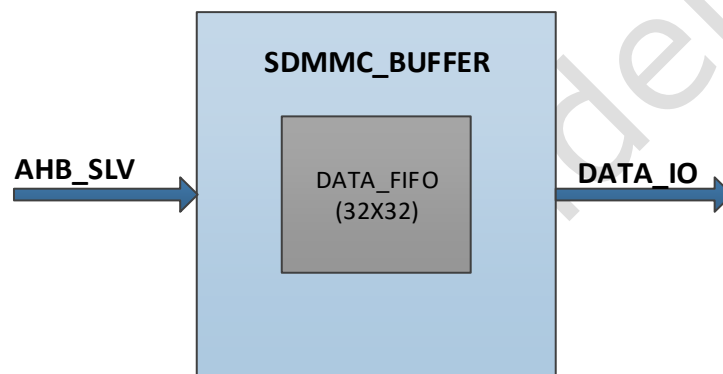 SDMMC_BUFFER
AHB_SLV
DATA_FIFO
(32X32)
DATA_IO